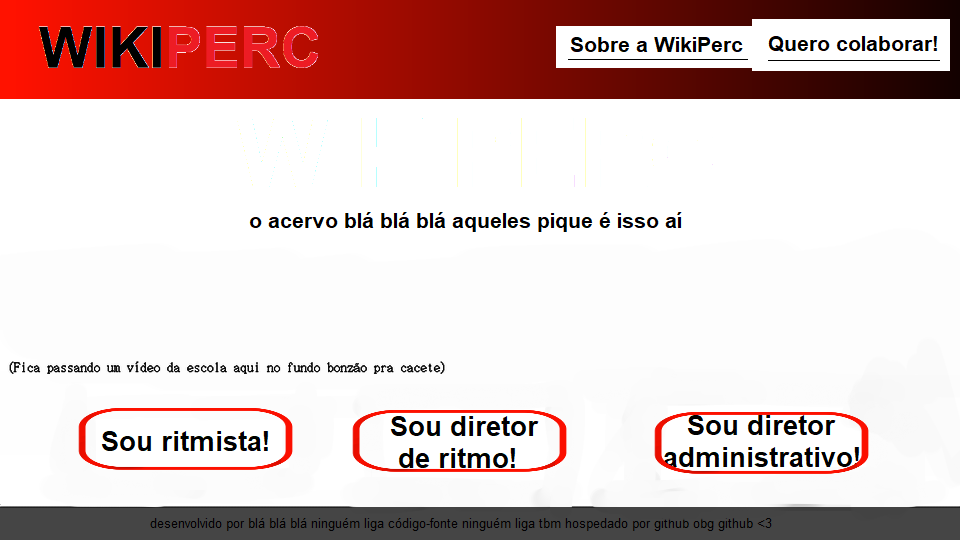 WIKIPERC
Sobre a WikiPerc
Quero colaborar!
o acervo blá blá blá aqueles pique é isso aí
(Fica passando um vídeo da escola aqui no fundo bonzão pra cacete)
Sou ritmista!
Sou diretor
de ritmo!
Sou diretor
administrativo!
desenvolvido por blá blá blá ninguém liga código-fonte ninguém liga tbm hospedado por github obg github <3